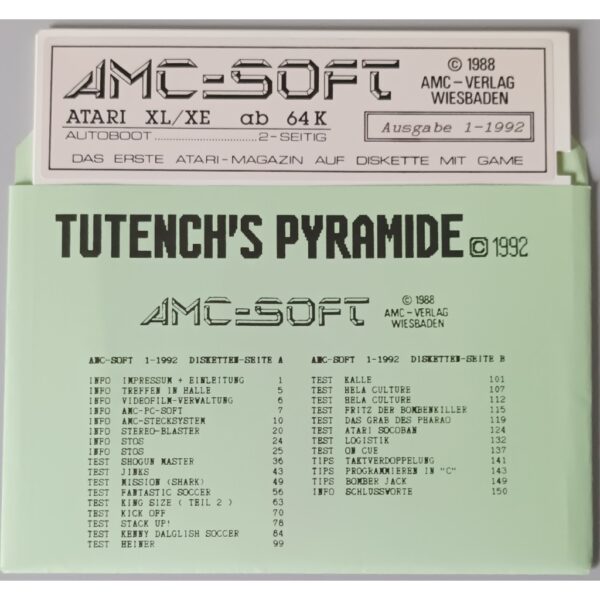 AMC-SOFT
© 1988
AMC-VERLAG
WIESBADEN
ATARI XL/XE ab 64K
Ausgabe 1-1992
AUTOBOOT....................2-SEITIG
DAS ERSTE ATARI-MAGAZIN AUF DISKETTE MIT GAME
TUTENCH'S PYRAMIDE © 1992
AMC-SOFT
© 1988
AMC - VERLAG
WIESBADEN
AMC-SOFT 1-1992 DISKETTEN-SEITE A
INFO IMPRESSUM + EINLEITUNG 1
INFO TREFFEN IN HALLE 5
INFO VIDEOFILM-VERWALTUNG 6
INFO AMC-PC-SOFT 7
INFO AMC-STECKSYSTEM 10
INFO STEREO-BLASTER 20
INFO STOS 24
INFO STOS 25
TEST SHOGUN MASTER 36
TEST JINKS 43
TEST MISSION (SHARK) 49
TEST FANTASTIC SOCCER 56
TEST KING SIZE ( TEIL 2 ) 63
TEST KICK OFF 70
TEST STACK UP! 78
TEST KENNY DALGLISH SOCCER 84
TEST HEINER 99
AMC-SOFT 1-1992 DISKETTEN-SEITE B
TEST KALLE 101
TEST HELA CULTURE 107
TEST HELA CULTURE 112
TEST FRITZ DER BOMBENKILLER 115
TEST DAS GRAB DES PHARAO 119
TEST ATARI SOCOBAN 124
TEST LOGISTIK 132
TEST ON CUE 137
TIPS TAKTVERDOPPELUNG 141
TIPS PROGRAMMIEREN IN "C" 143
TIPS BOMBER JACK 149
INFO SCHLUSSWORTE 150